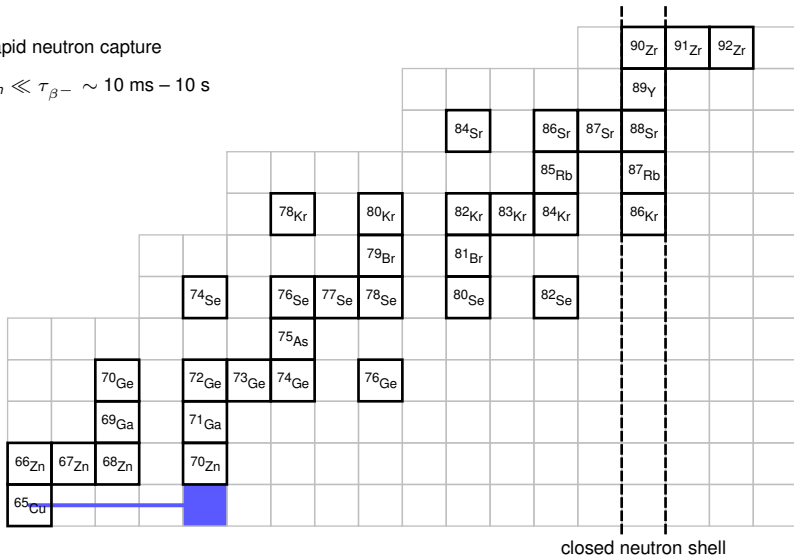 apid neutron capture
≪ τβ− ∼ 10 ms – 10 s
90Zr 91Zr 92Zr
89Y
84Sr 86Sr 87Sr 88Sr
85Rb 87Rb
78Kr 80Kr 82Kr 83Kr 84Kr 86Kr
79Br 81Br
74Se 76Se 77Se 78Se 80Se 82Se
75As
70Ge 72Ge 73Ge 74Ge 76Ge
69Ga 71Ga
66Zn 67Zn 68Zn 70Zn
65Cu
closed neutron shell